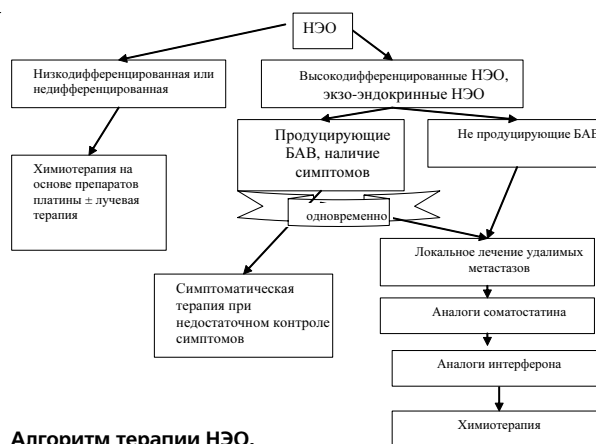 НЭО
Низкодифференцированная или
недифференцированная
Высокодифференцированные НЭО,
экзо-эндокринные НЭО
Продуцирующие
БАВ, наличие
симптомов
Не продуцирующие БАВ
Химиотерапия на
основе препаратов
платины ± лучевая
терапия
одновременно
Локальное лечение удалимых
метастазов
Симптоматическая
терапия при
недостаточном контроле
симптомов
Аналоги соматостатина
Аналоги интерферона
Химиотерапия
Алгоритм терапии НЭО.